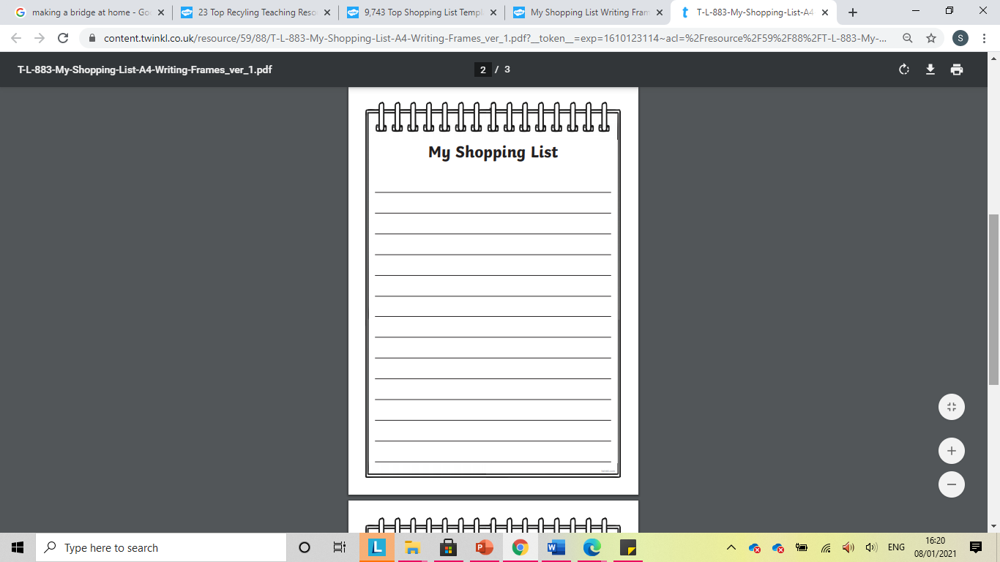 making a bridge at home - Goo
23 Top Recyling Teaching Reso
9,743 Top Shopping List Templ
My Shopping List Writing Fram
T-L-883-My-Shopping-List-A4
content.twinkl.co.uk/resource/59/88/T-L-883-My-Shopping-List-A4-Writing-Frames_ver_1.pdf?__token__=exp=1610123114~acl=%2Fresource%2F59%2F88%2FT-L-883-My-...
S
T-L-883-My-Shopping-List-A4-Writing-Frames_ver_1.pdf
2 / 3
My Shopping List
Type here to search
ENG
16:20
08/01/2021